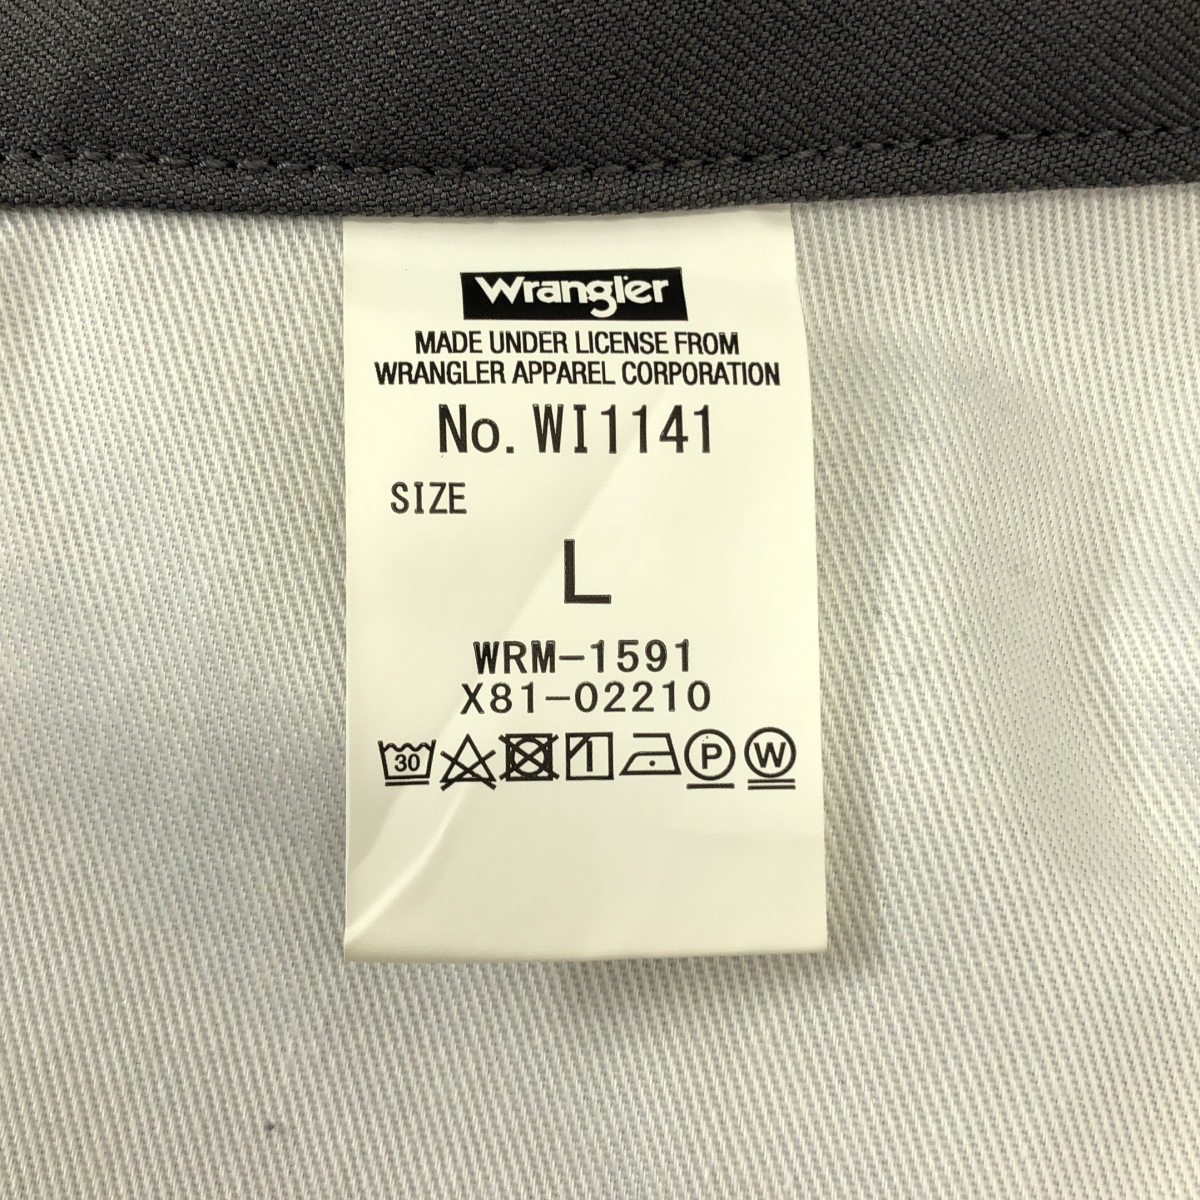 Wrangler
MADE UNDER LICENSE FROM
WRANGLER APPAREL CORPORATION
No. WI1141
SIZE
L
WRM-1591
X81-02210
30 P W